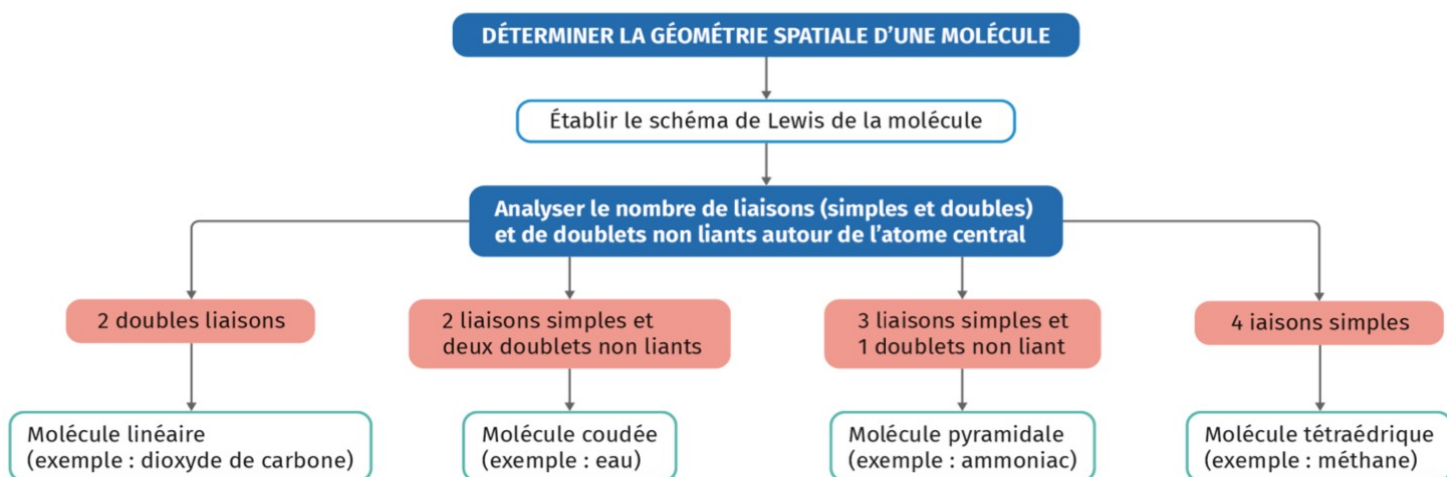 DÉTERMINER LA GÉOMÉTRIE SPATIALE D'UNE MOLÉCULE
Établir le schéma de Lewis de la molécule
Analyser le nombre de liaisons (simples et doubles)
et de doublets non liants autour de l'atome central
2 doubles liaisons
2 liaisons simples et
deux doublets non liants
3 liaisons simples et
1 doublets non liant
4 iaisons simples
Molécule linéaire
(exemple : dioxyde de carbone)
Molécule coudée
(exemple : eau)
Molécule pyramidale
(exemple : ammoniac)
Molécule tétraédrique
(exemple : méthane)